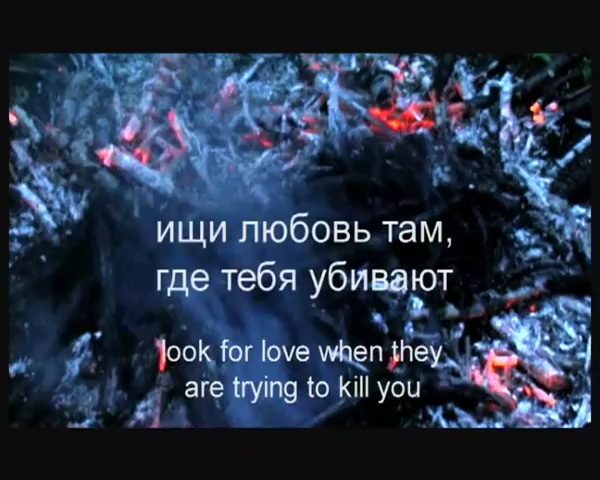 ищи любовь там,
где тебя убивают
look for love when they
are trying to kill you